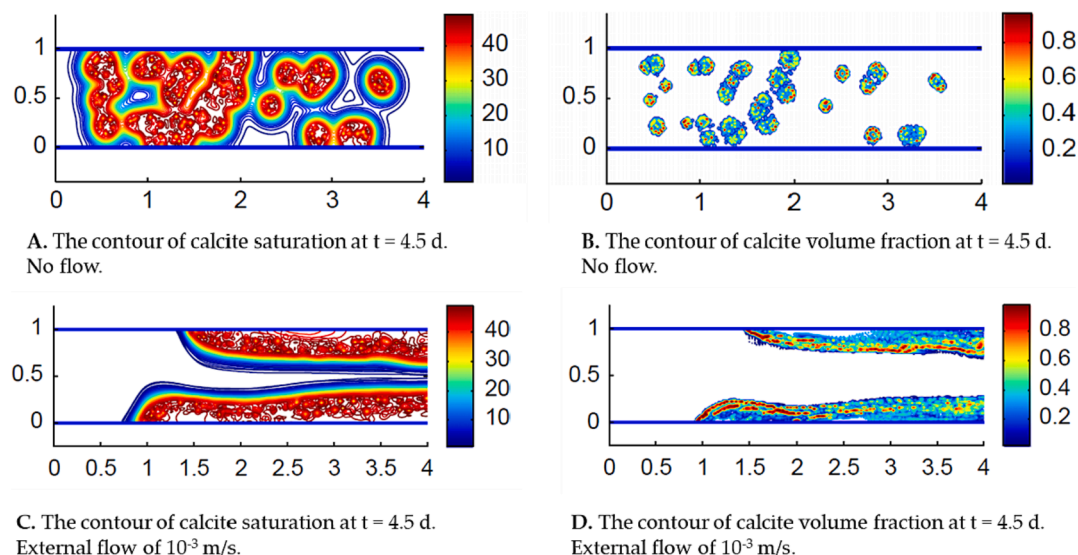 1
0.5
0
0 1 2 3 4
40
30
20
10
A. The contour of calcite saturation at t = 4.5 d.
No flow.
1
0.5
0
0 1 2 3 4
0.8
0.6
0.4
0.2
B. The contour of calcite volume fraction at t = 4.5 d.
No flow.
1
0.5
0
0 0.5 1 1.5 2 2.5 3 3.5 4
40
30
20
10
C. The contour of calcite saturation at t = 4.5 d.
External flow of 10⁻³ m/s.
1
0.5
0
0 0.5 1 1.5 2 2.5 3 3.5 4
0.8
0.6
0.4
0.2
D. The contour of calcite volume fraction at t = 4.5 d.
External flow of 10⁻³ m/s.